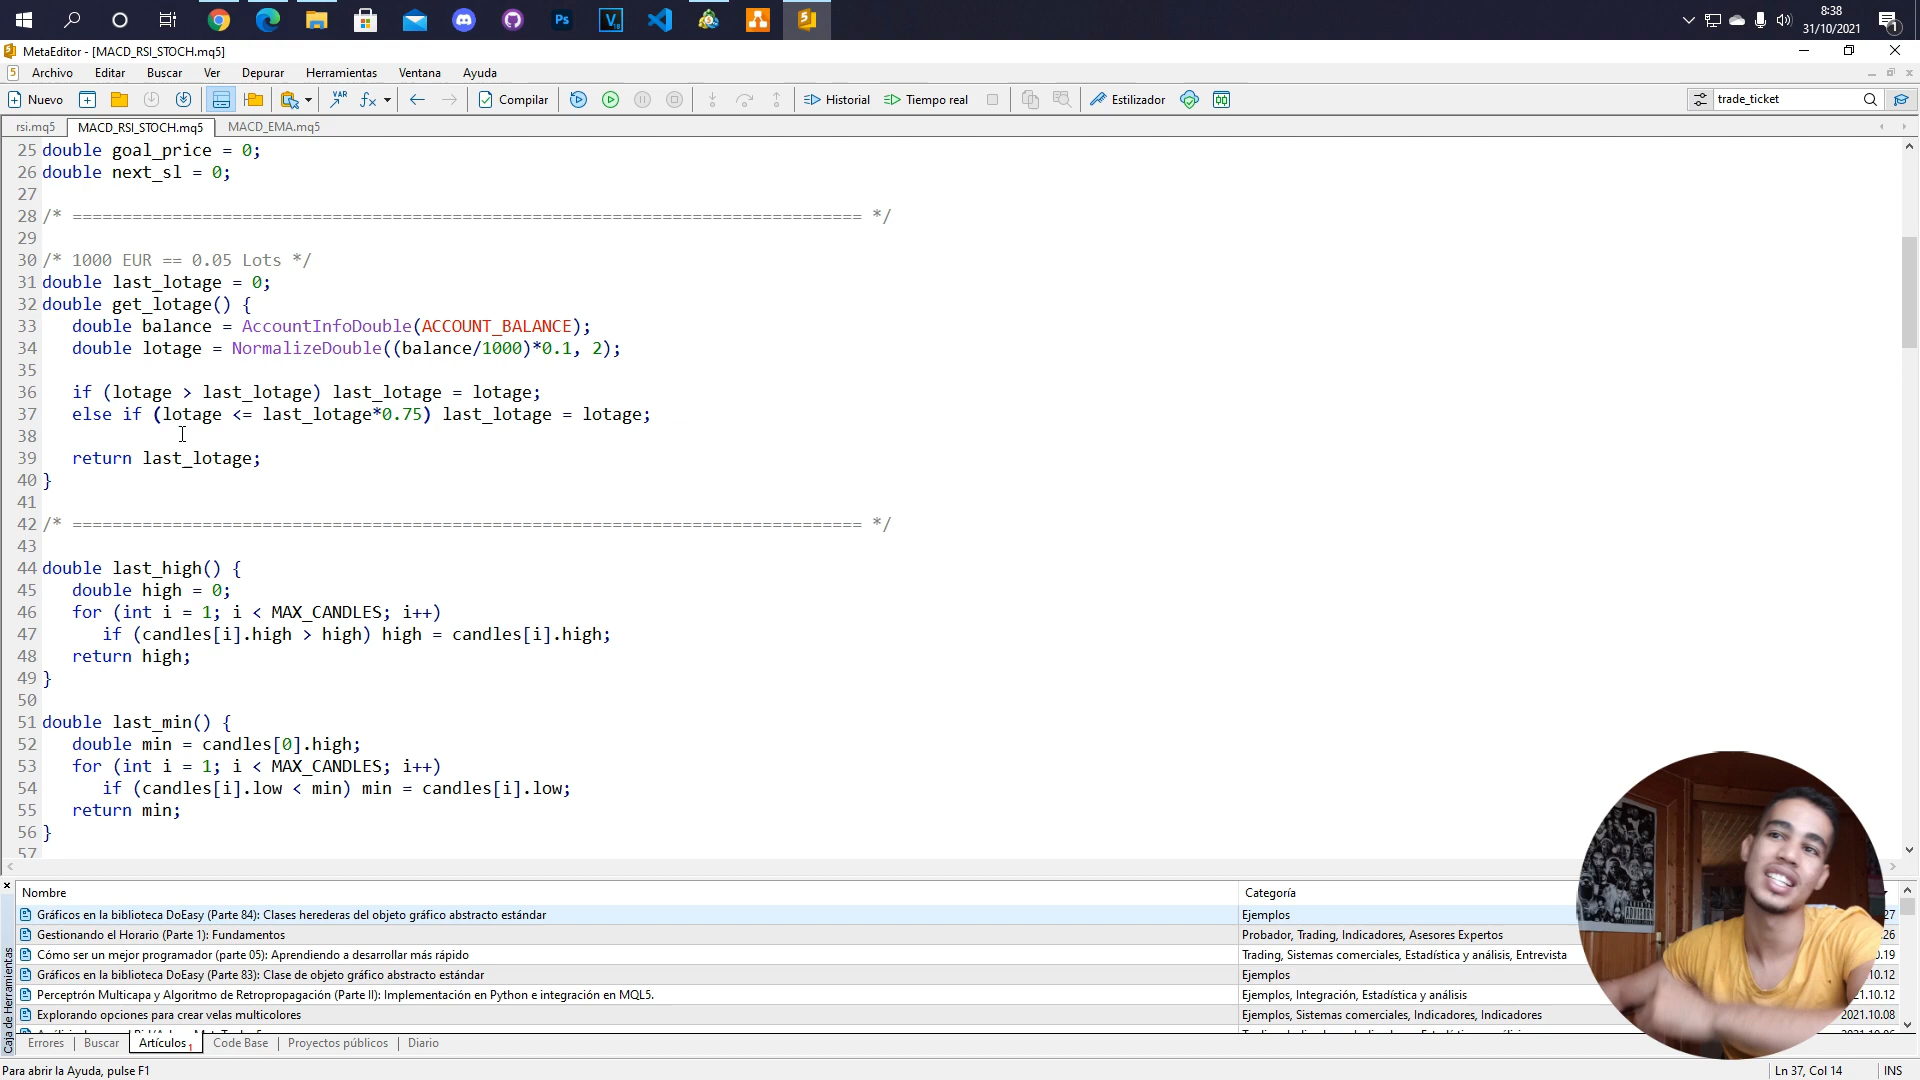 8:38
31/10/2021
MetaEditor - [MACD_RSI_STOCH.mq5]
Archivo Editar Buscar Ver Depurar Herramientas Ventana Ayuda
Nuevo Compilar Historial Tiempo real Estilizador trade_ticket
rsi.mq5 MACD_RSI_STOCH.mq5 MACD_EMA.mq5
25 double goal_price = 0;
26 double next_sl = 0;
27
28 /* =============================================================================== */
29
30 /* 1000 EUR == 0.05 Lots */
31 double last_lotage = 0;
32 double get_lotage() {
33 double balance = AccountInfoDouble(ACCOUNT_BALANCE);
34 double lotage = NormalizeDouble((balance/1000)*0.1, 2);
35
36 if (lotage > last_lotage) last_lotage = lotage;
37 else if (lotage <= last_lotage*0.75) last_lotage = lotage;
38
39 return last_lotage;
40 }
41
42 /* =============================================================================== */
43
44 double last_high() {
45 double high = 0;
46 for (int i = 1; i < MAX_CANDLES; i++)
47 if (candles[i].high > high) high = candles[i].high;
48 return high;
49 }
50
51 double last_min() {
52 double min = candles[0].high;
53 for (int i = 1; i < MAX_CANDLES; i++)
54 if (candles[i].low < min) min = candles[i].low;
55 return min;
56 }
57
Nombre Categoría
Gráficos en la biblioteca DoEasy (Parte 84): Clases herederas del objeto gráfico abstracto estándar Ejemplos
Gestionando el Horario (Parte 1): Fundamentos Probador, Trading, Indicadores, Asesores Expertos
Cómo ser un mejor programador (parte 05): Aprendiendo a desarrollar más rápido Trading, Sistemas comerciales, Estadística y análisis, Entrevista
Gráficos en la biblioteca DoEasy (Parte 83): Clase de objeto gráfico abstracto estándar Ejemplos
Perceptrón Multicapa y Algoritmo de Retropropagación (Parte II): Implementación en Python e integración en MQL5. Ejemplos, Integración, Estadística y análisis
Explorando opciones para crear velas multicolores Ejemplos, Sistemas comerciales, Indicadores, Indicadores 2021.10.08
Caja de Herramientas
Errores Buscar Artículos 1 Code Base Proyectos públicos Diario
Para abrir la Ayuda, pulse F1 Ln 37, Col 14 INS